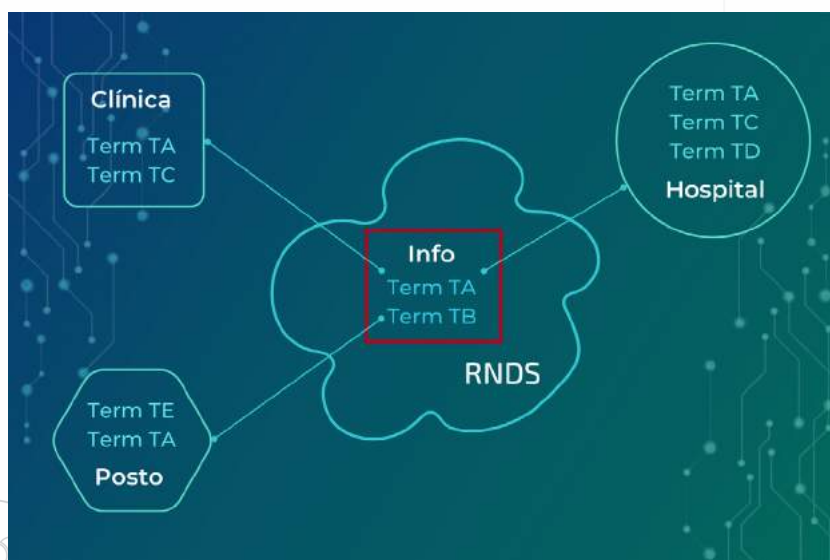 Clínica
Term TA
Term TC
Term TA
Term TC
Term TD
Hospital
Info
Term TA
Term TB
RNDS
Term TE
Term TA
Posto